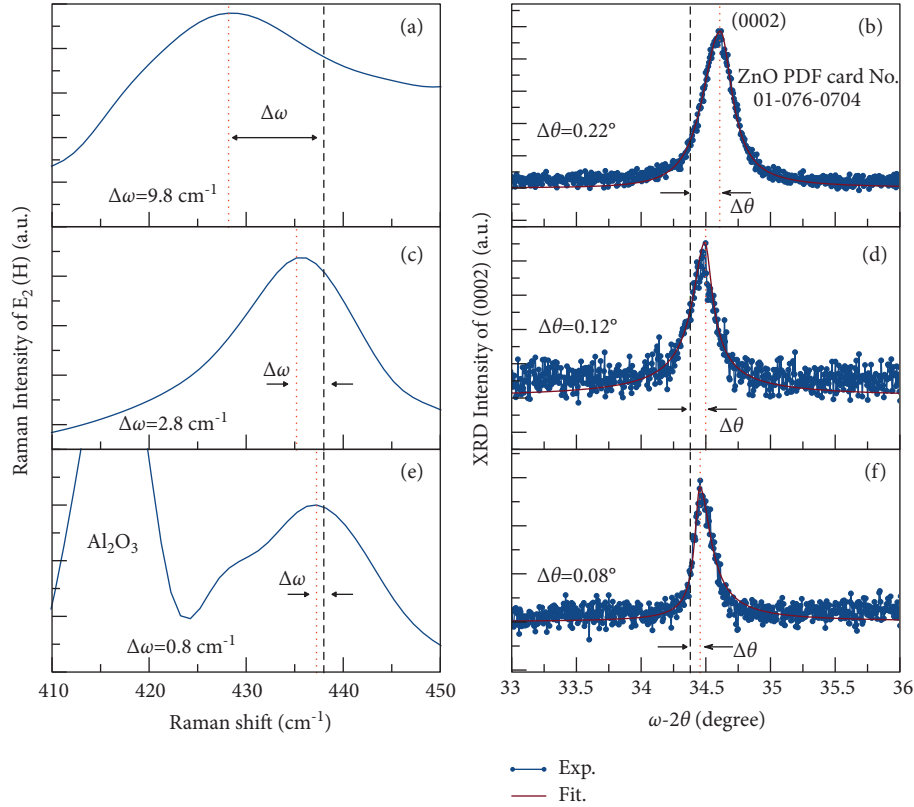 Raman Intensity of E₂ (H) (a.u.)
(a)
Δω
Δω=9.8 cm⁻¹
(c)
Δω
Δω=2.8 cm⁻¹
(e)
Al₂O₃
Δω
Δω=0.8 cm⁻¹
410 420 430 440 450
Raman shift (cm⁻¹)
XRD Intensity of (0002) (a.u.)
(0002)
(b)
ZnO PDF card No.
01-076-0704
Δθ=0.22°
Δθ
(d)
Δθ=0.12°
Δθ
(f)
Δθ=0.08°
Δθ
33 33.5 34 34.5 35 35.5 36
ω-2θ (degree)
Exp.
Fit.